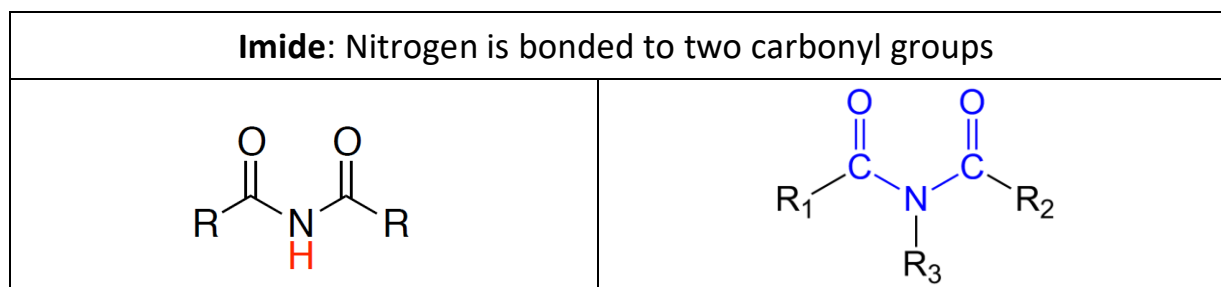 Imide: Nitrogen is bonded to two carbonyl groups
O O
R N R
H
O O
C C
R₁ N R₂
R₃